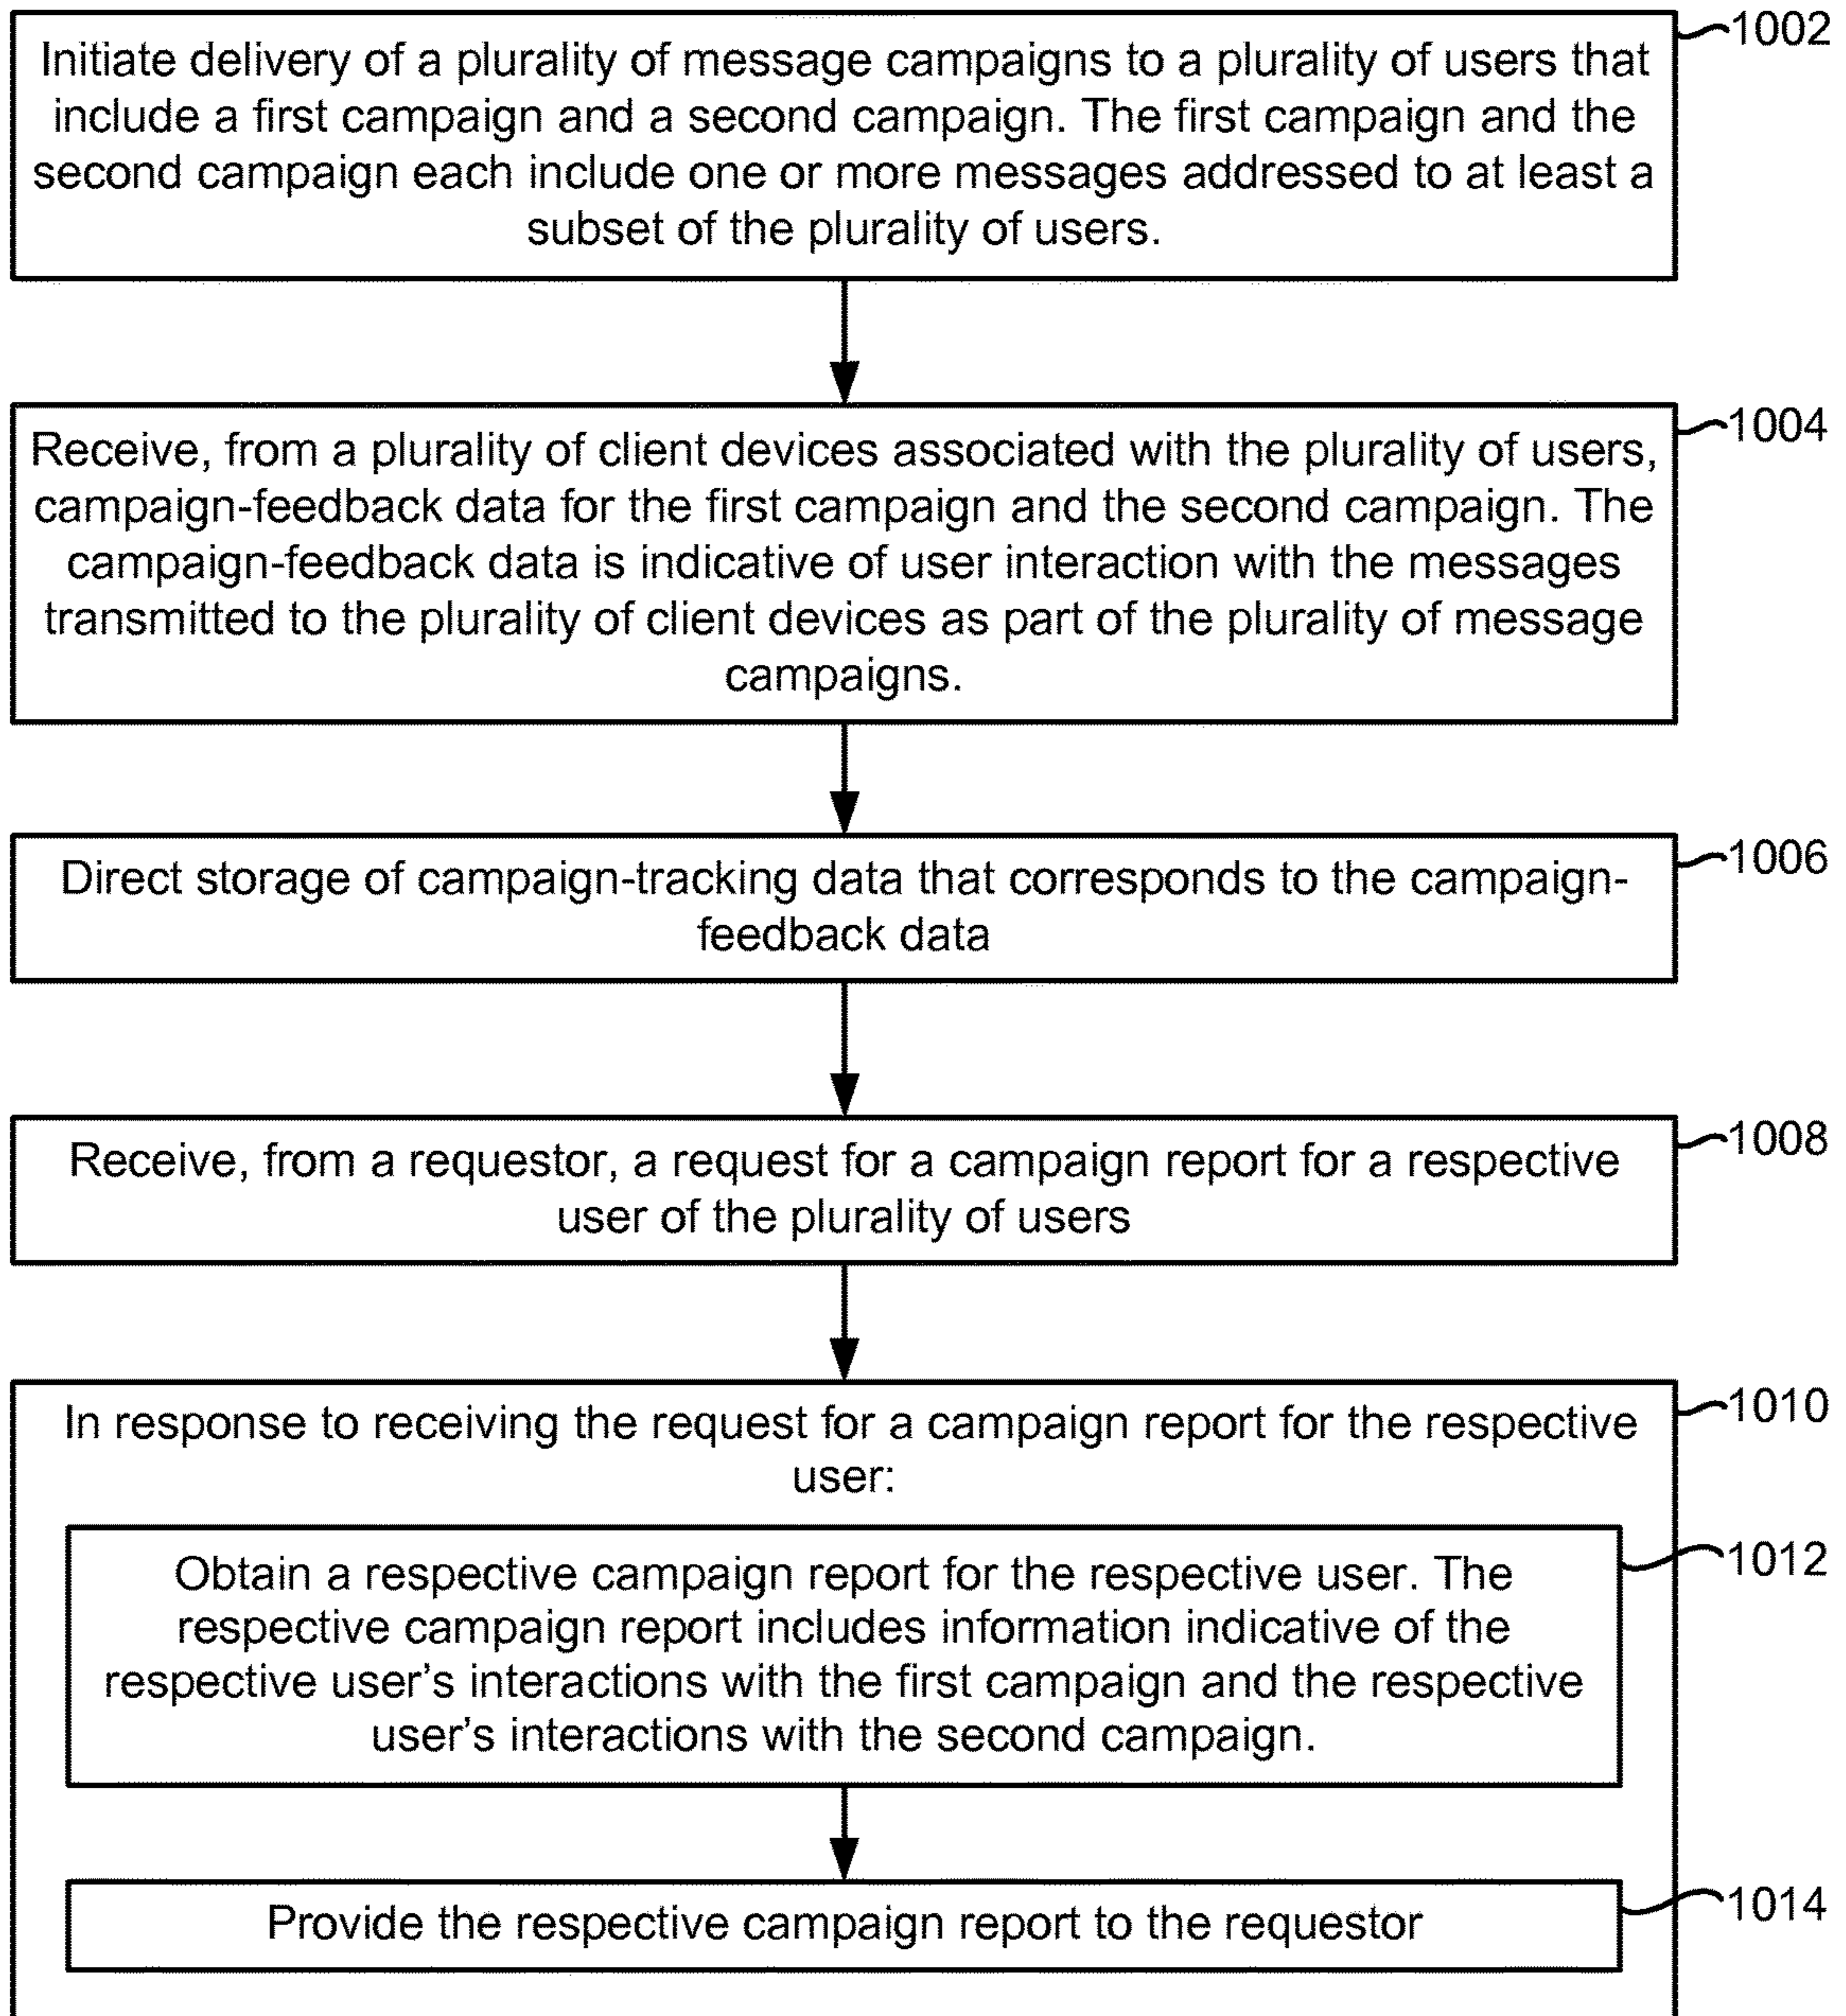 1002
Initiate delivery of a plurality of message campaigns to a plurality of users that
include a first campaign and a second campaign. The first campaign and the
second campaign each include one or more messages addressed to at least a
subset of the plurality of users.
1004
Receive, from a plurality of client devices associated with the plurality of users,
campaign-feedback data for the first campaign and the second campaign. The
campaign-feedback data is indicative of user interaction with the messages
transmitted to the plurality of client devices as part of the plurality of message
campaigns.
1006
Direct storage of campaign-tracking data that corresponds to the campaign-
feedback data
1008
Receive, from a requestor, a request for a campaign report for a respective
user of the plurality of users
1010
In response to receiving the request for a campaign report for the respective
user:
1012
Obtain a respective campaign report for the respective user. The
respective campaign report includes information indicative of the
respective user's interactions with the first campaign and the respective
user's interactions with the second campaign.
1014
Provide the respective campaign report to the requestor